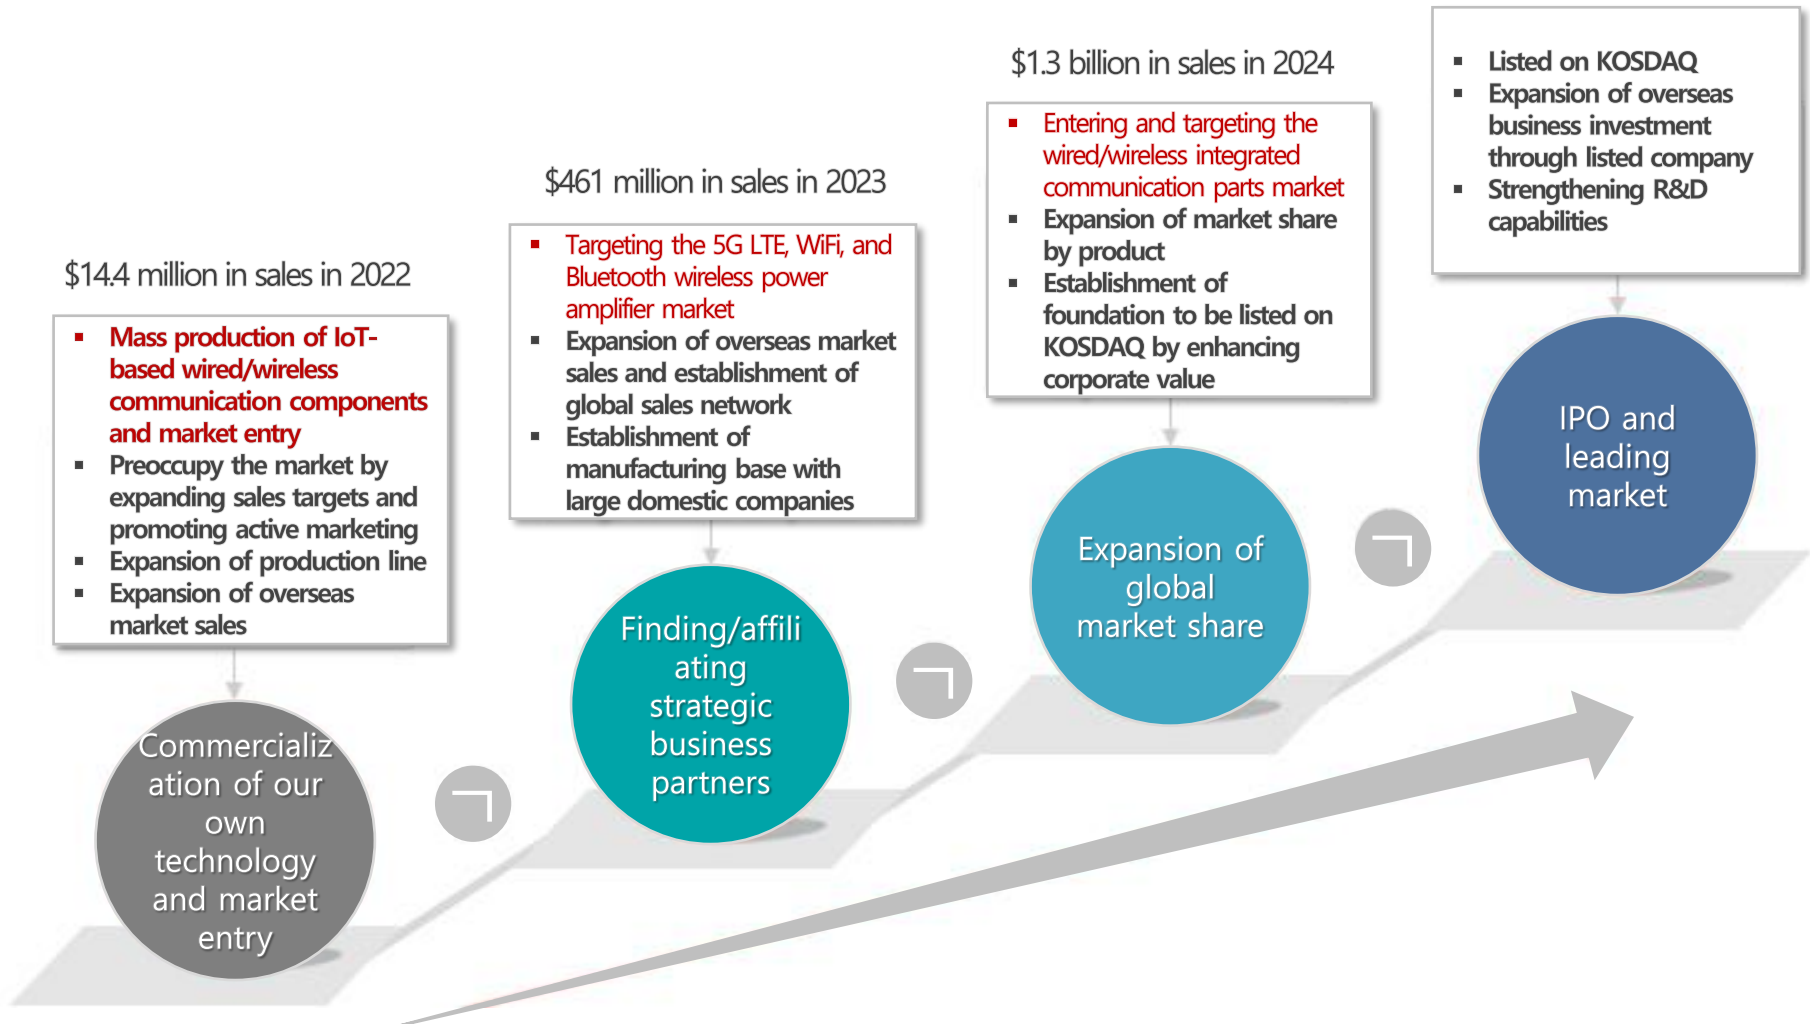 $14.4 million in sales in 2022
▪ Mass production of IoT-
based wired/wireless
communication components
and market entry
▪ Preoccupy the market by
expanding sales targets and
promoting active marketing
▪ Expansion of production line
▪ Expansion of overseas
market sales
Commercializ
ation of our
own
technology
and market
entry
$461 million in sales in 2023
▪ Targeting the 5G LTE, WiFi, and
Bluetooth wireless power
amplifier market
▪ Expansion of overseas market
sales and establishment of
global sales network
▪ Establishment of
manufacturing base with
large domestic companies
Finding/affili
ating
strategic
business
partners
$1.3 billion in sales in 2024
▪ Entering and targeting the
wired/wireless integrated
communication parts market
▪ Expansion of market share
by product
▪ Establishment of
foundation to be listed on
KOSDAQ by enhancing
corporate value
Expansion of
global
market share
▪ Listed on KOSDAQ
▪ Expansion of overseas
business investment
through listed company
▪ Strengthening R&D
capabilities
IPO and
leading
market